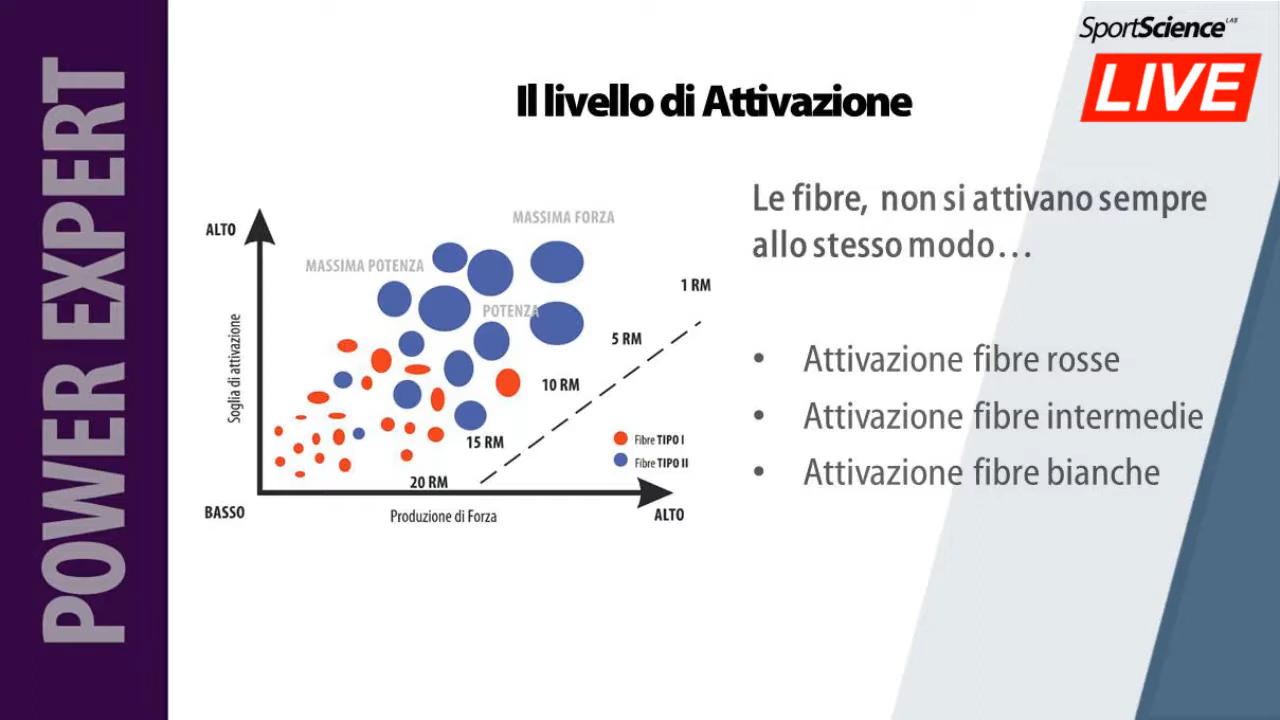 POWER EXPERT
SportScience LAB
LIVE
Il livello di Attivazione
Le fibre, non si attivano sempre
allo stesso modo...
• Attivazione fibre rosse
• Attivazione fibre intermedie
• Attivazione fibre bianche
ALTO
MASSIMA FORZA
MASSIMA POTENZA
POTENZA
Soglia di attivazione
1 RM
5 RM
10 RM
15 RM
20 RM
Fibre TIPO I
Fibre TIPO II
BASSO
Produzione di Forza
ALTO